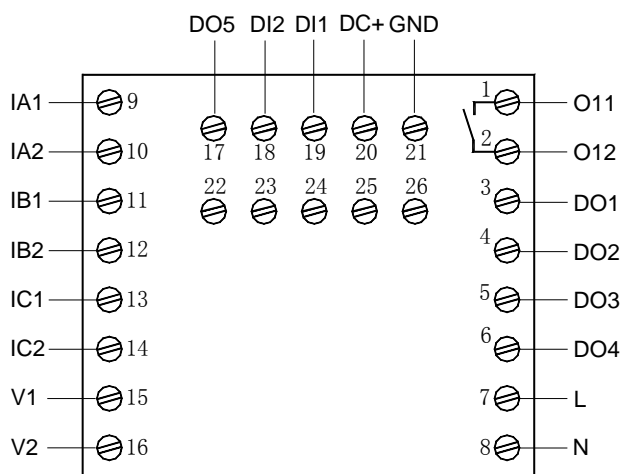 DO5 DI2 DI1 DC+ GND
IA1 9 1 O11
17 18 19 20 21
IA2 10 2 O12
22 23 24 25 26
IB1 11 3 DO1
IB2 12 4 DO2
IC1 13 5 DO3
IC2 14 6 DO4
V1 15 7 L
V2 16 8 N